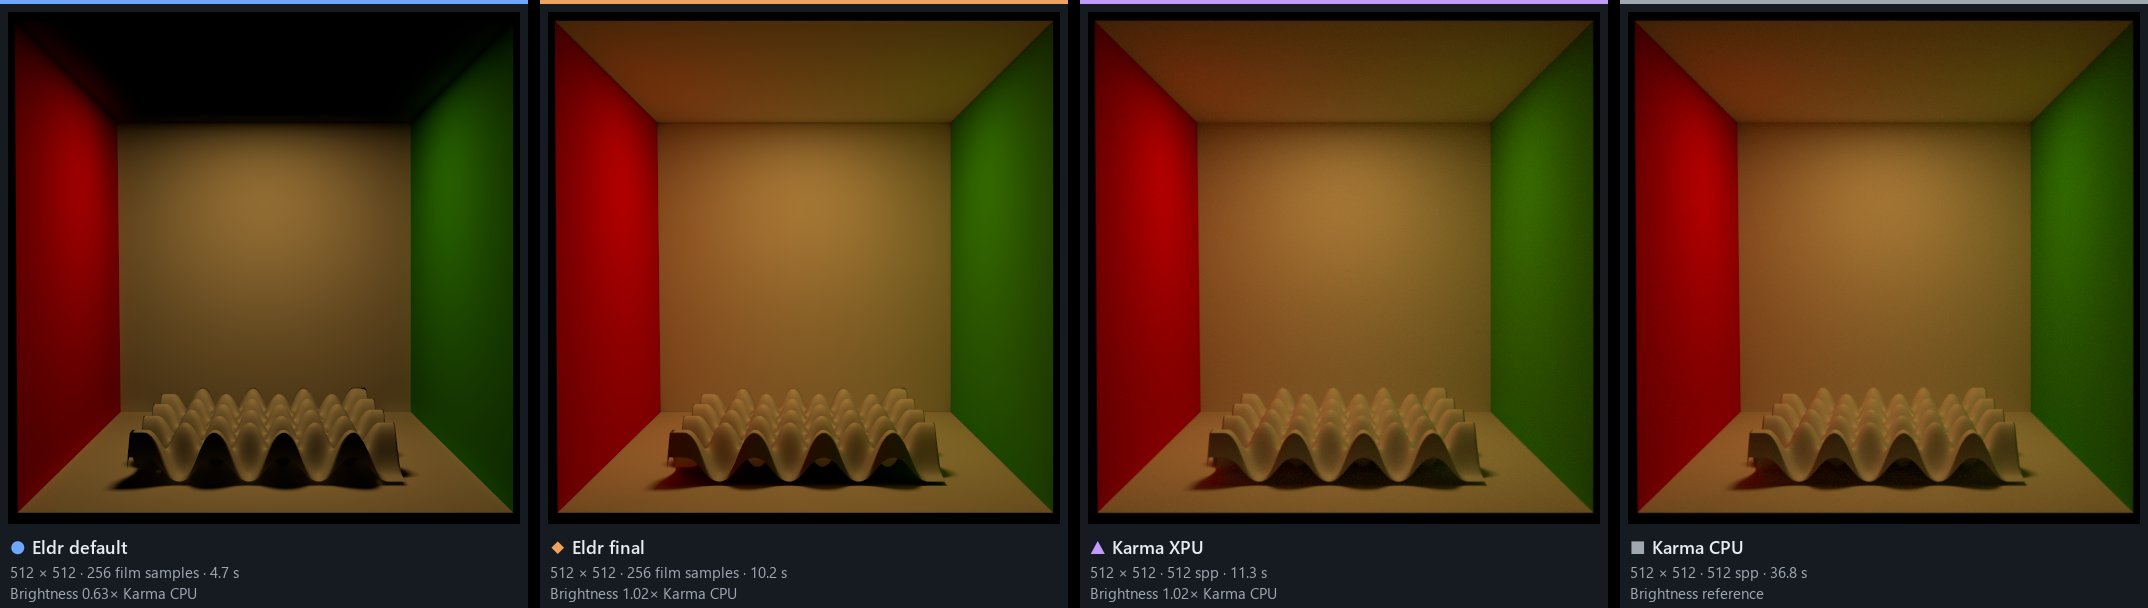 Eldr default
512 × 512 · 256 film samples · 4.7 s
Brightness 0.63× Karma CPU
Eldr final
512 × 512 · 256 film samples · 10.2 s
Brightness 1.02× Karma CPU
Karma XPU
512 × 512 · 512 spp · 11.3 s
Brightness 1.02× Karma CPU
Karma CPU
512 × 512 · 512 spp · 36.8 s
Brightness reference